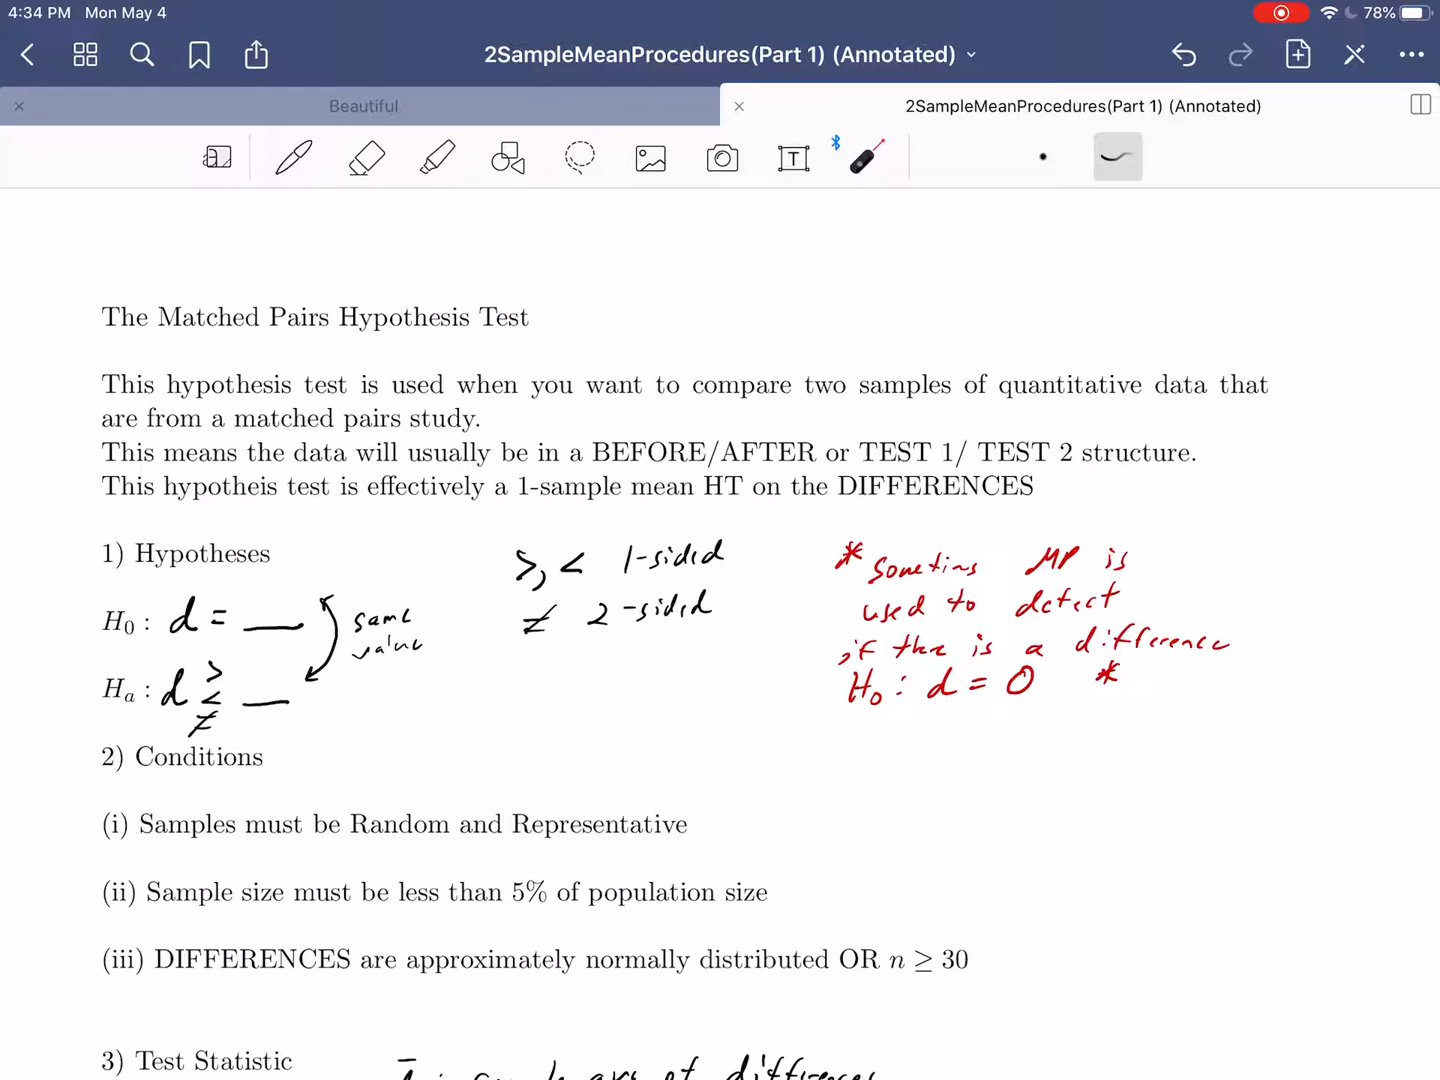 4:34 PM Mon May 4
78%
2SampleMeanProcedures(Part 1) (Annotated)
Beautiful
2SampleMeanProcedures(Part 1) (Annotated)
T
The Matched Pairs Hypothesis Test
This hypothesis test is used when you want to compare two samples of quantitative data that
are from a matched pairs study.
This means the data will usually be in a BEFORE/AFTER or TEST 1/ TEST 2 structure.
This hypotheis test is effectively a 1-sample mean HT on the DIFFERENCES
1) Hypotheses
>, < 1-sided
≠ 2-sided
H₀ : d = __
same
value
Hₐ : d > < ≠ __
* Sometims MP is
used to detect
if the is a difference
H₀ : d = 0 *
2) Conditions
(i) Samples must be Random and Representative
(ii) Sample size must be less than 5% of population size
(iii) DIFFERENCES are approximately normally distributed OR n ≥ 30
3) Test Statistic
of differences